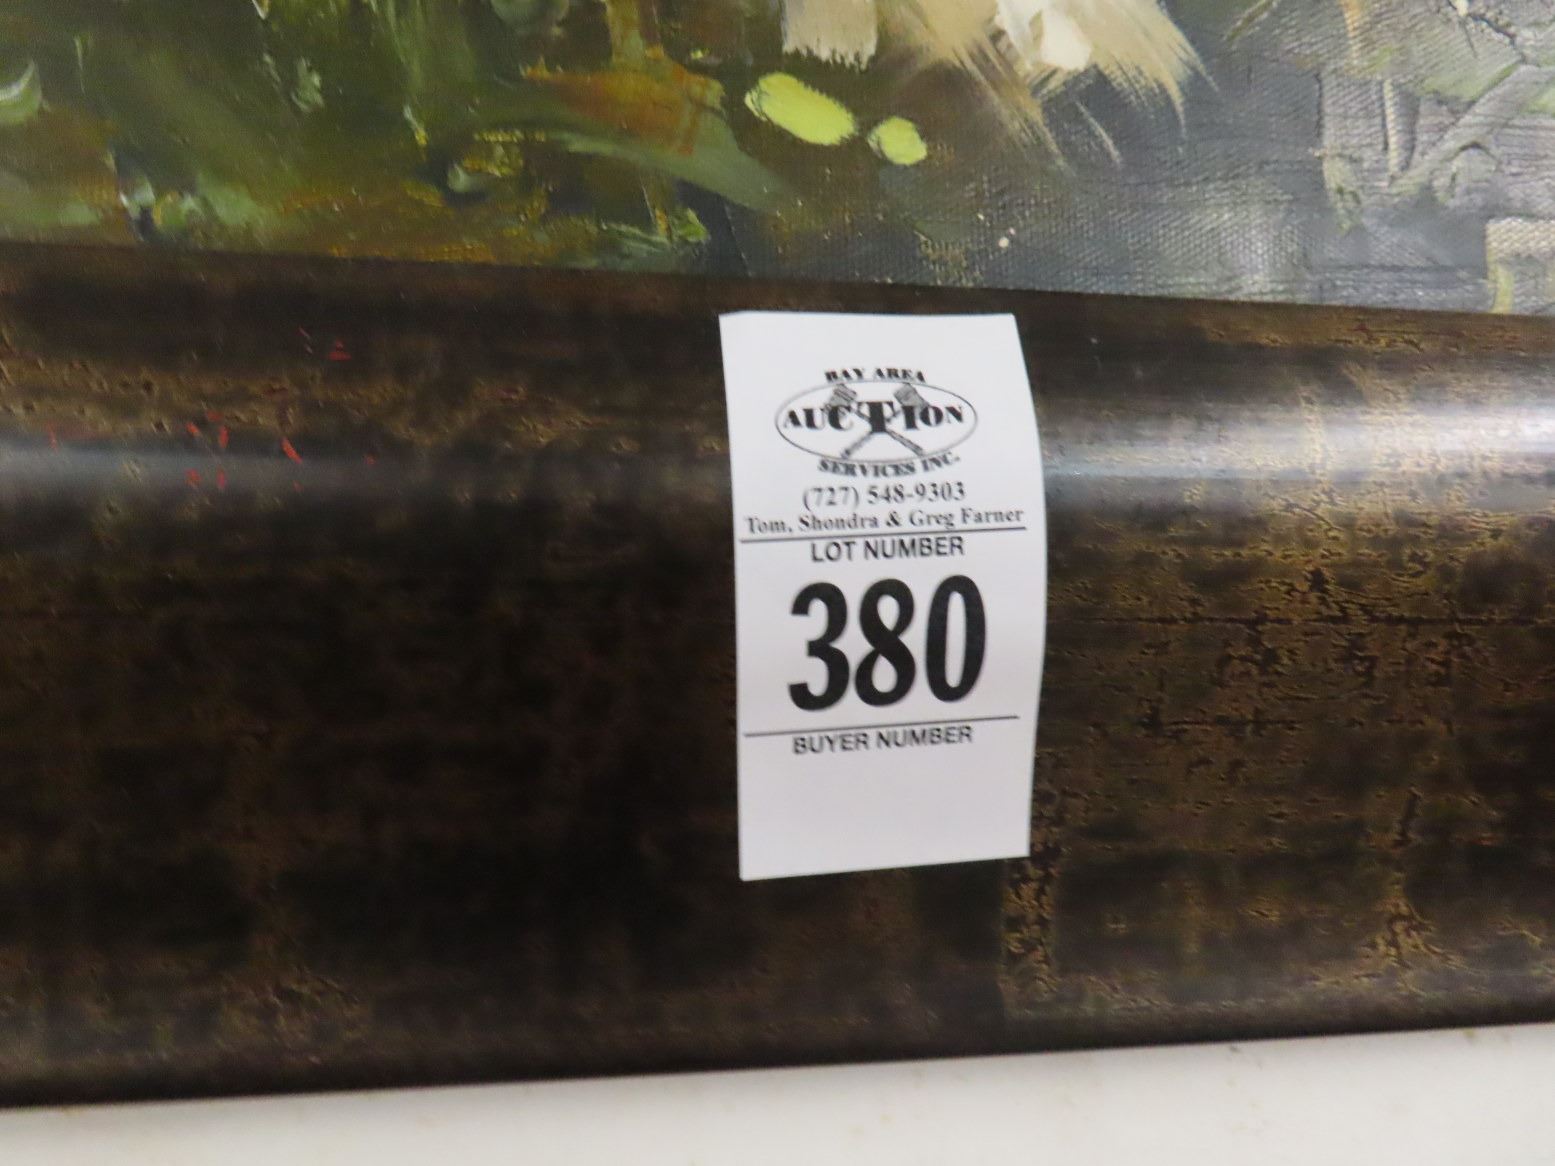 BAY AREA
AUCTION
SERVICES INC.
(727) 548-9303
Tom, Shondra & Greg Farner
LOT NUMBER
380
BUYER NUMBER